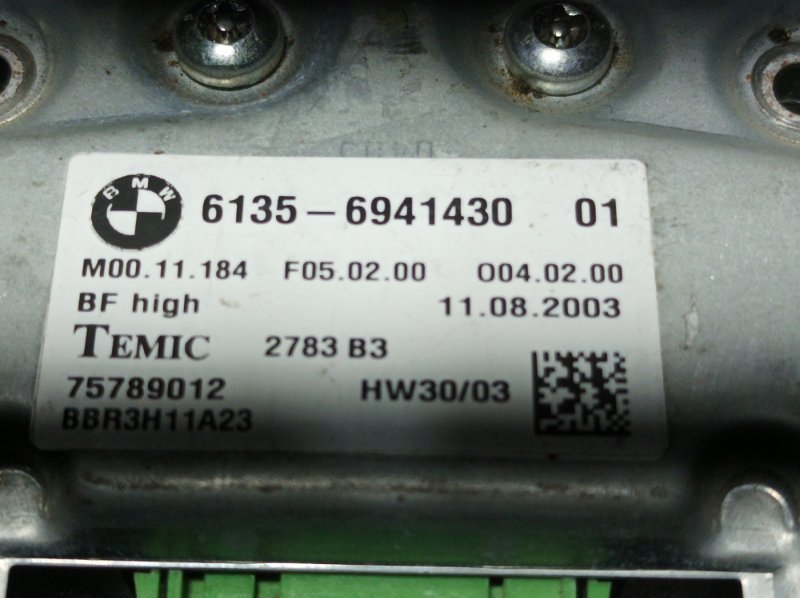 BMW 6135-6941430 01
M00.11.184 F05.02.00 O04.02.00
BF high 11.08.2003
TEMIC 2783 B3
75789012 HW30/03
BBR3H11A23